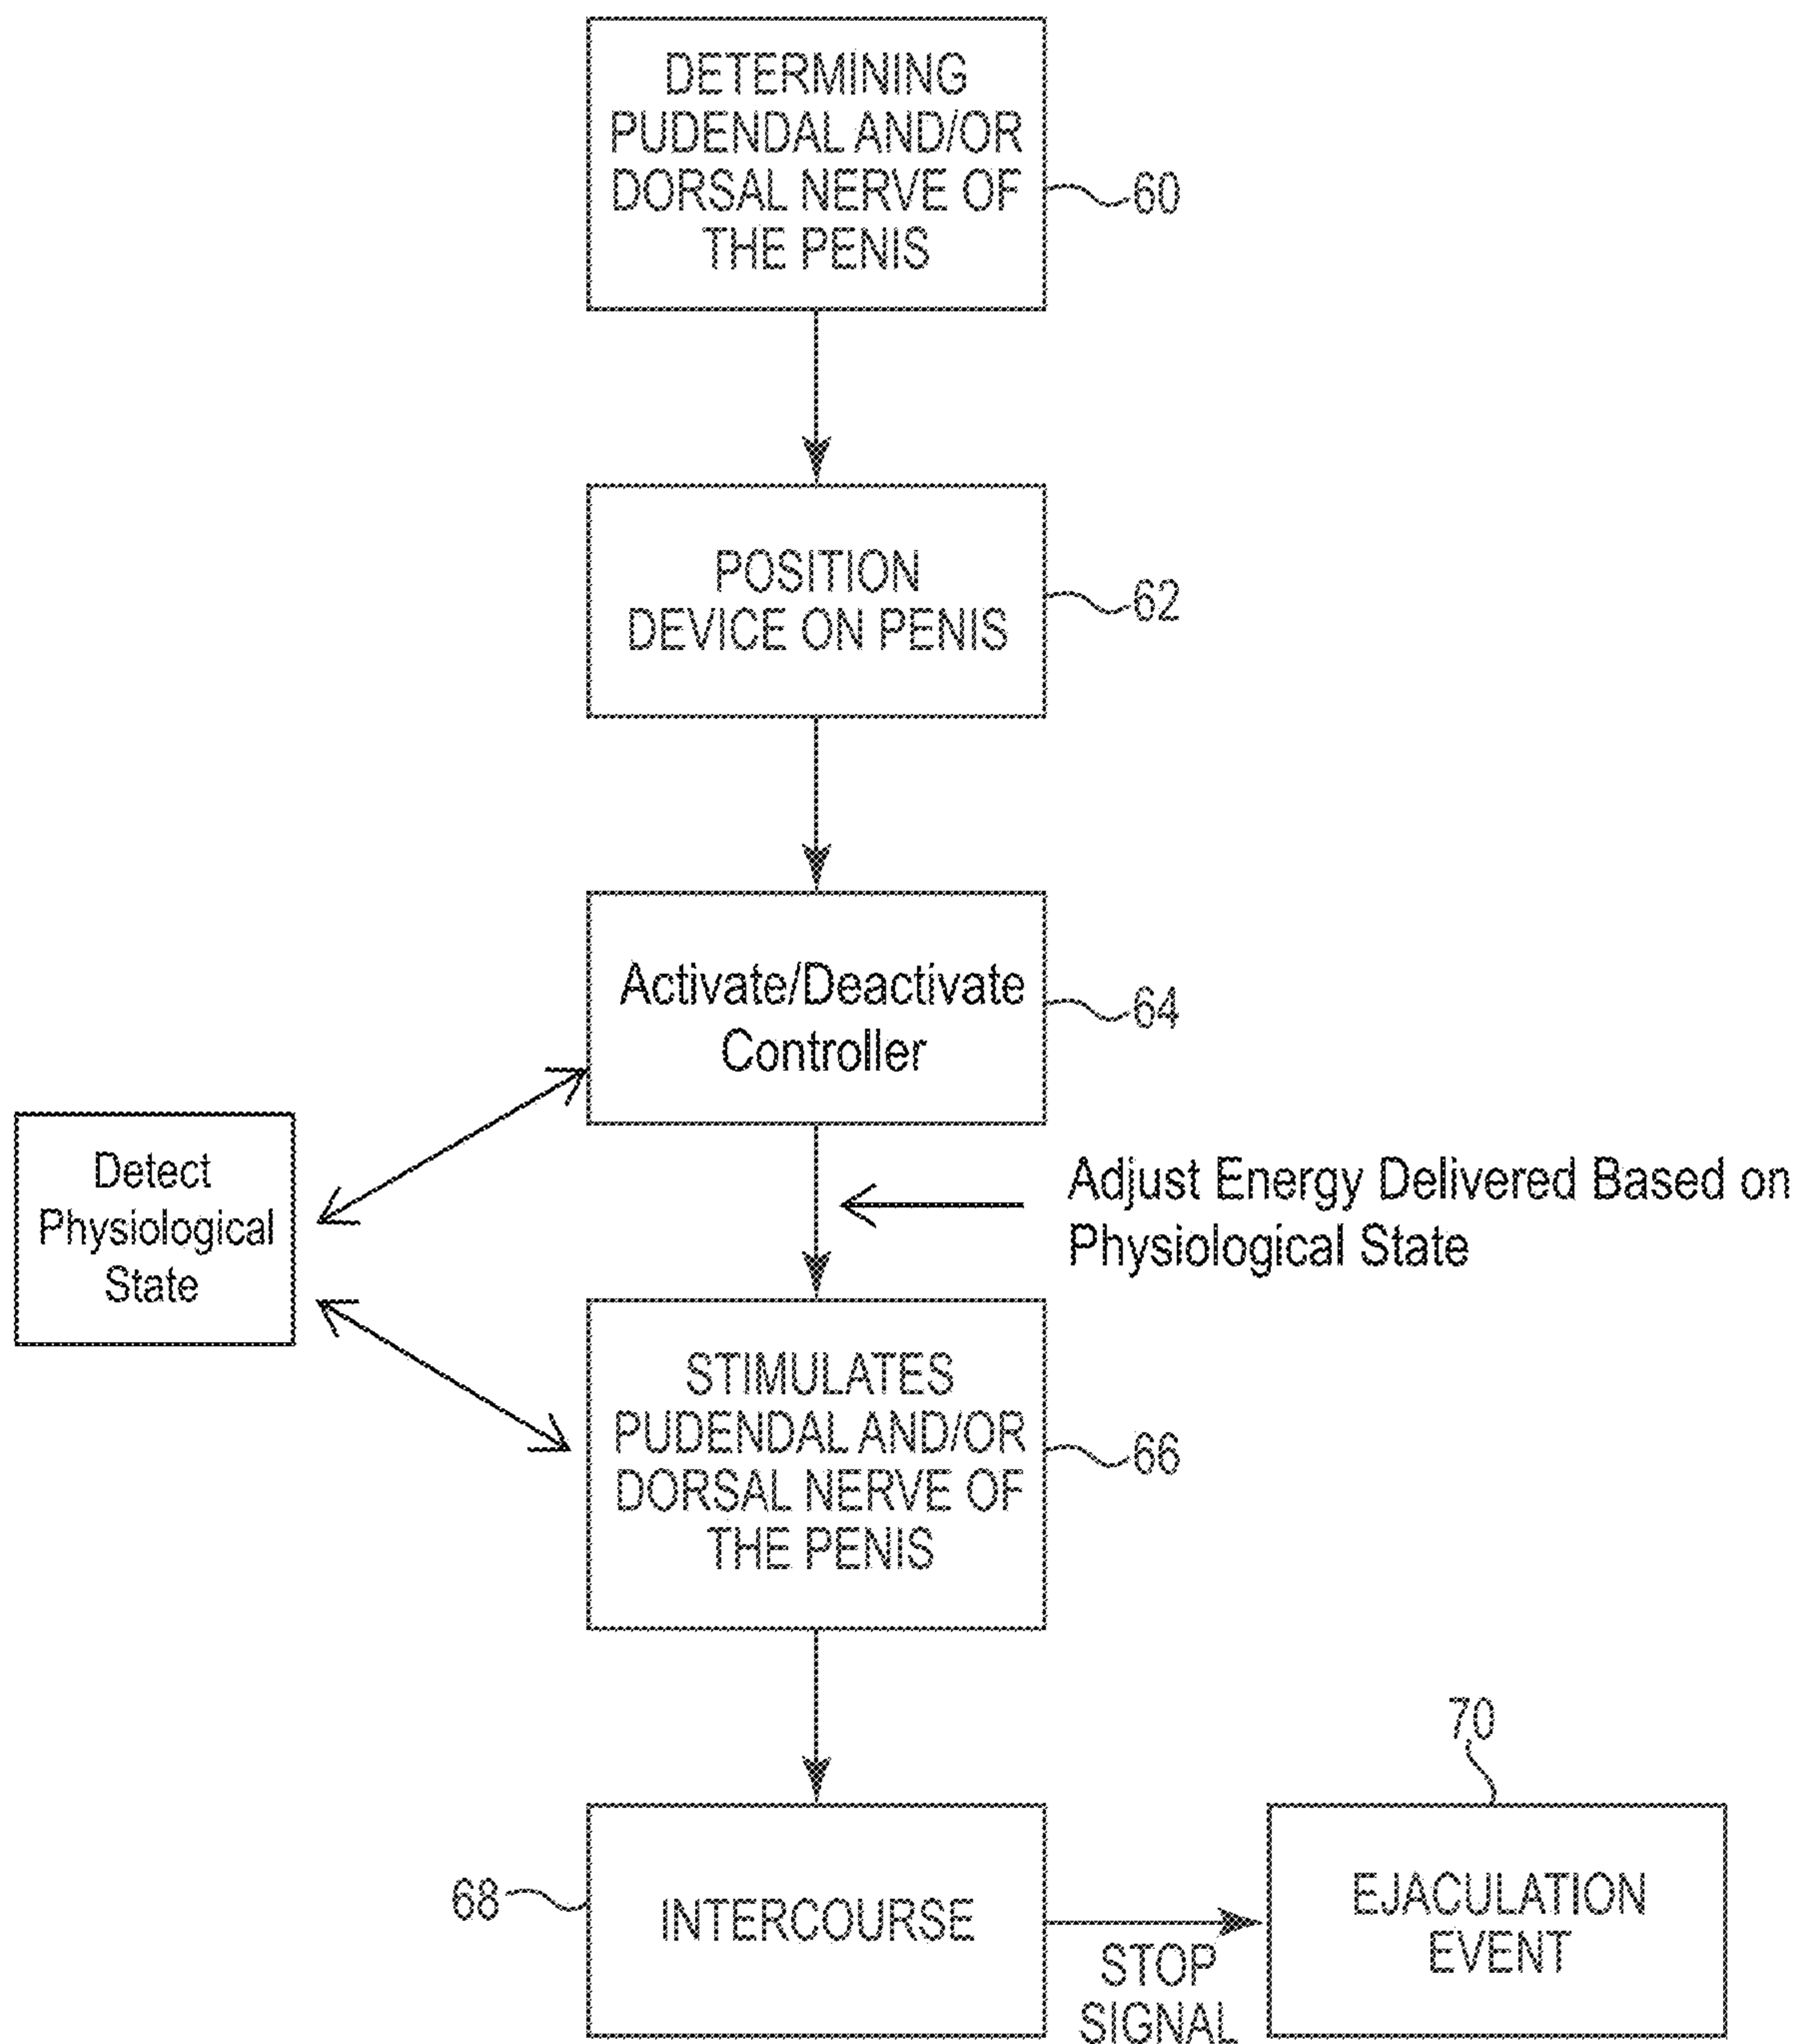 DETERMINING
PUDENDAL AND/OR
DORSAL NERVE OF
THE PENIS
60
POSITION
DEVICE ON PENIS
62
Activate/Deactivate
Controller
64
Detect
Physiological
State
Adjust Energy Delivered Based on
Physiological State
STIMULATES
PUDENDAL AND/OR
DORSAL NERVE OF
THE PENIS
66
68
INTERCOURSE
STOP
SIGNAL
70
EJACULATION
EVENT